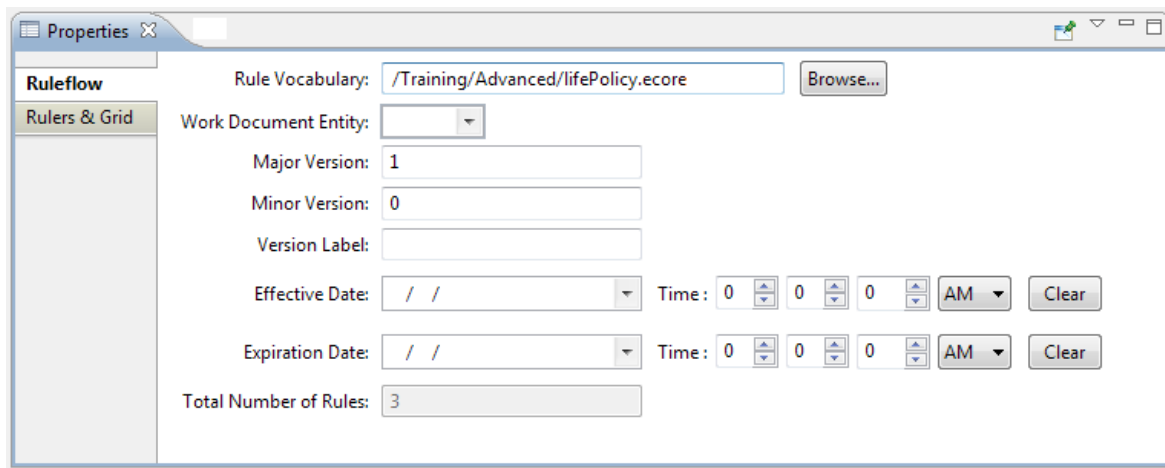 Properties
Ruleflow
Rulers & Grid
Rule Vocabulary: /Training/Advanced/lifePolicy.ecore Browse...
Work Document Entity:
Major Version: 1
Minor Version: 0
Version Label:
Effective Date: / / Time: 0 0 0 AM Clear
Expiration Date: / / Time: 0 0 0 AM Clear
Total Number of Rules: 3